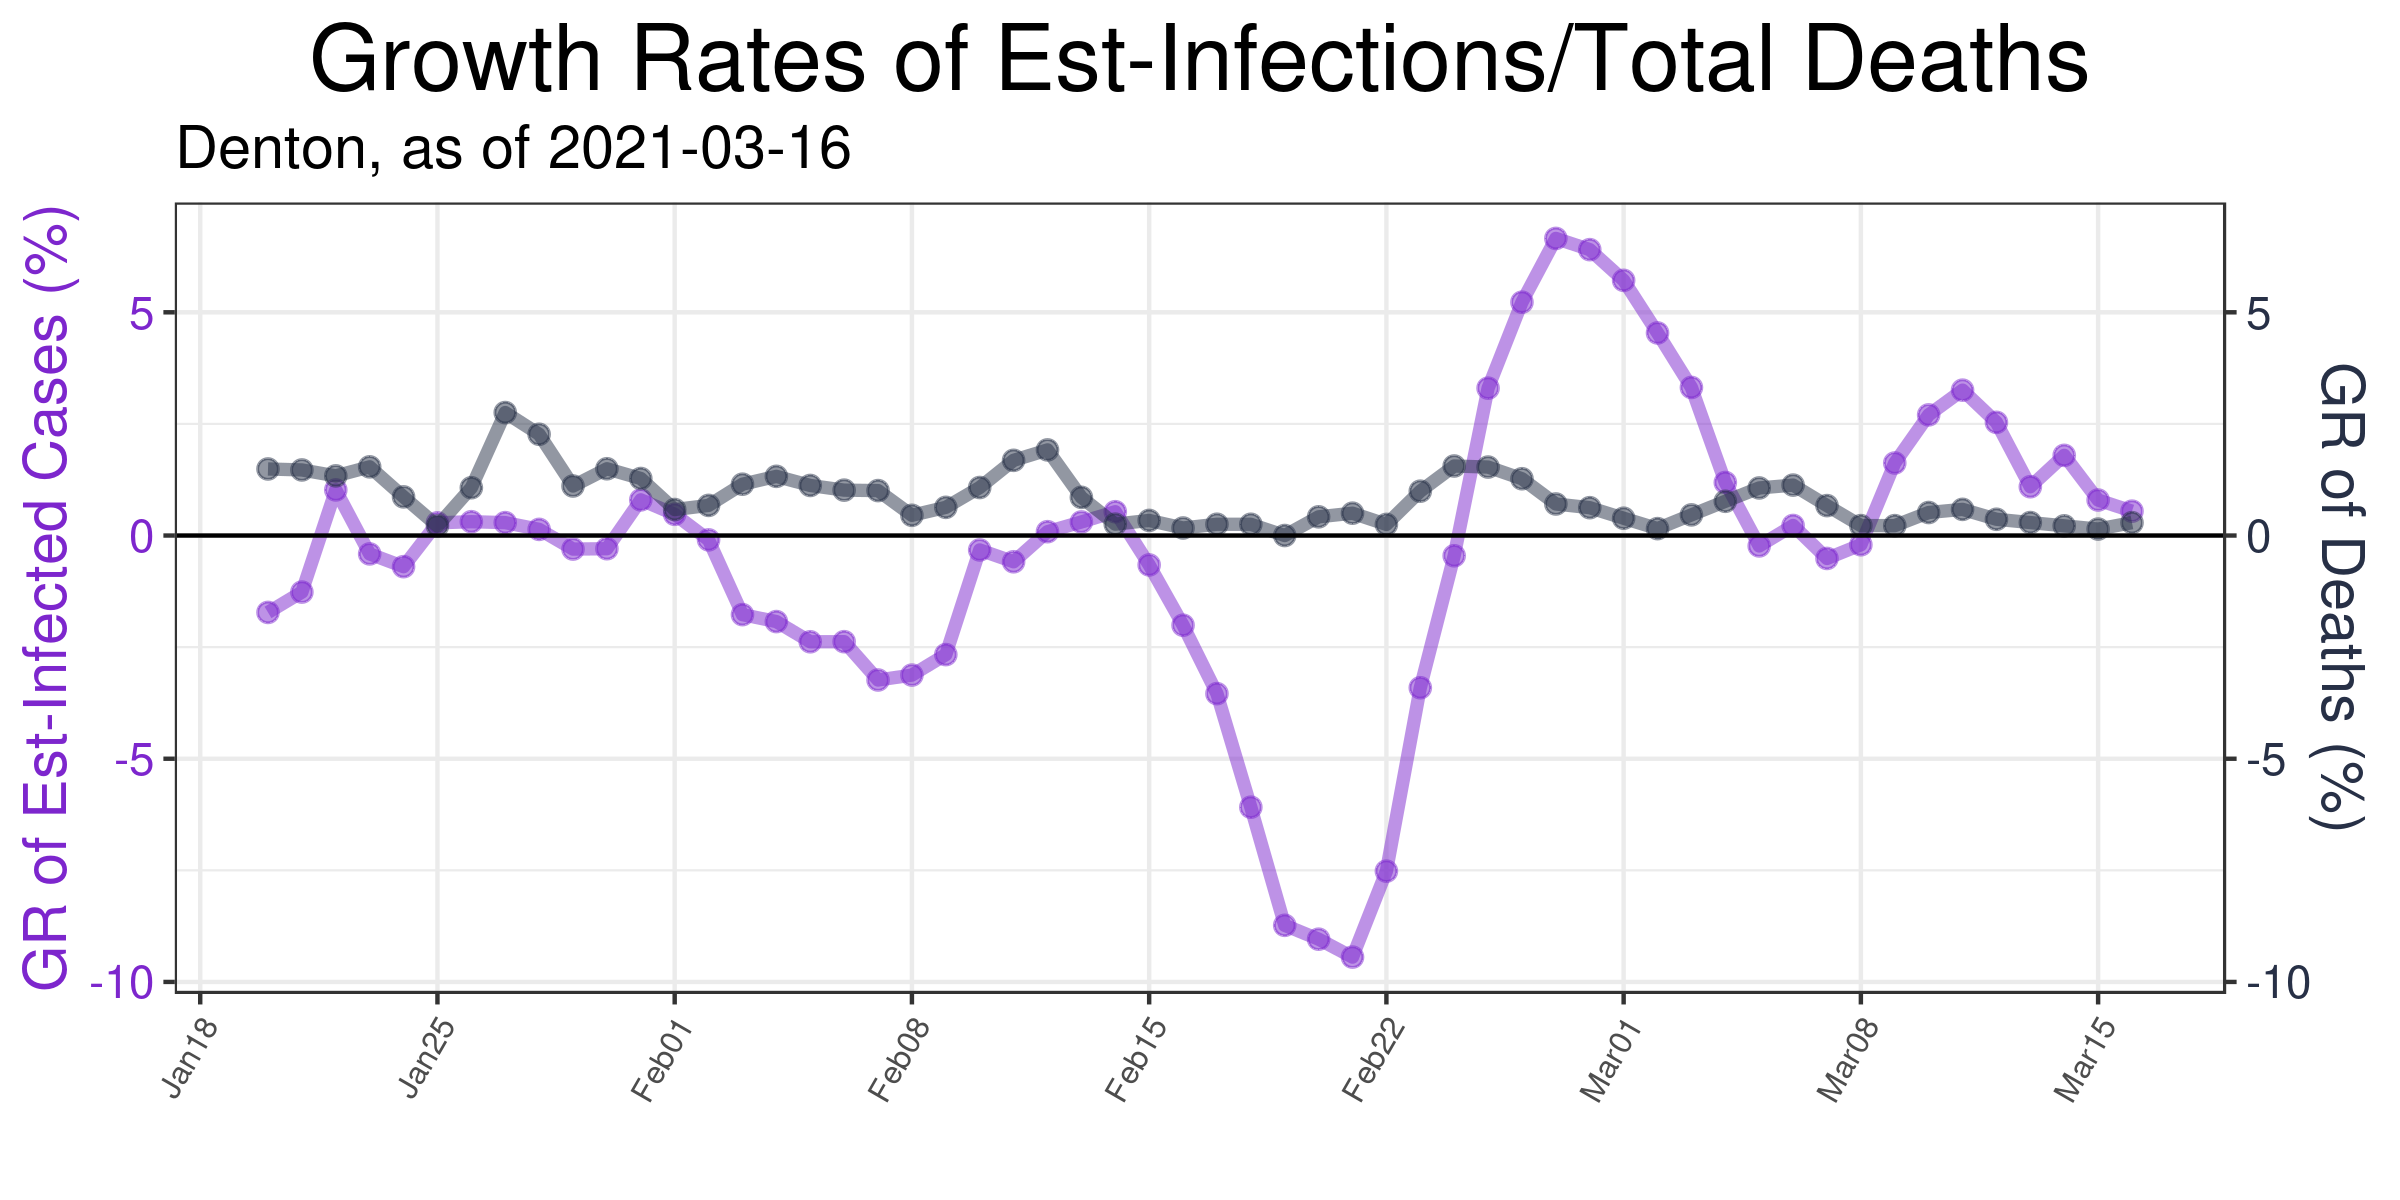 Growth Rates of Est-Infections/Total Deaths
Denton, as of 2021-03-16
GR of Est-Infected Cases (%)
5
0
-5
-10
5
0
-5
-10
GR of Deaths (%)
Jan18
Jan25
Feb01
Feb08
Feb15
Feb22
Mar01
Mar08
Mar15